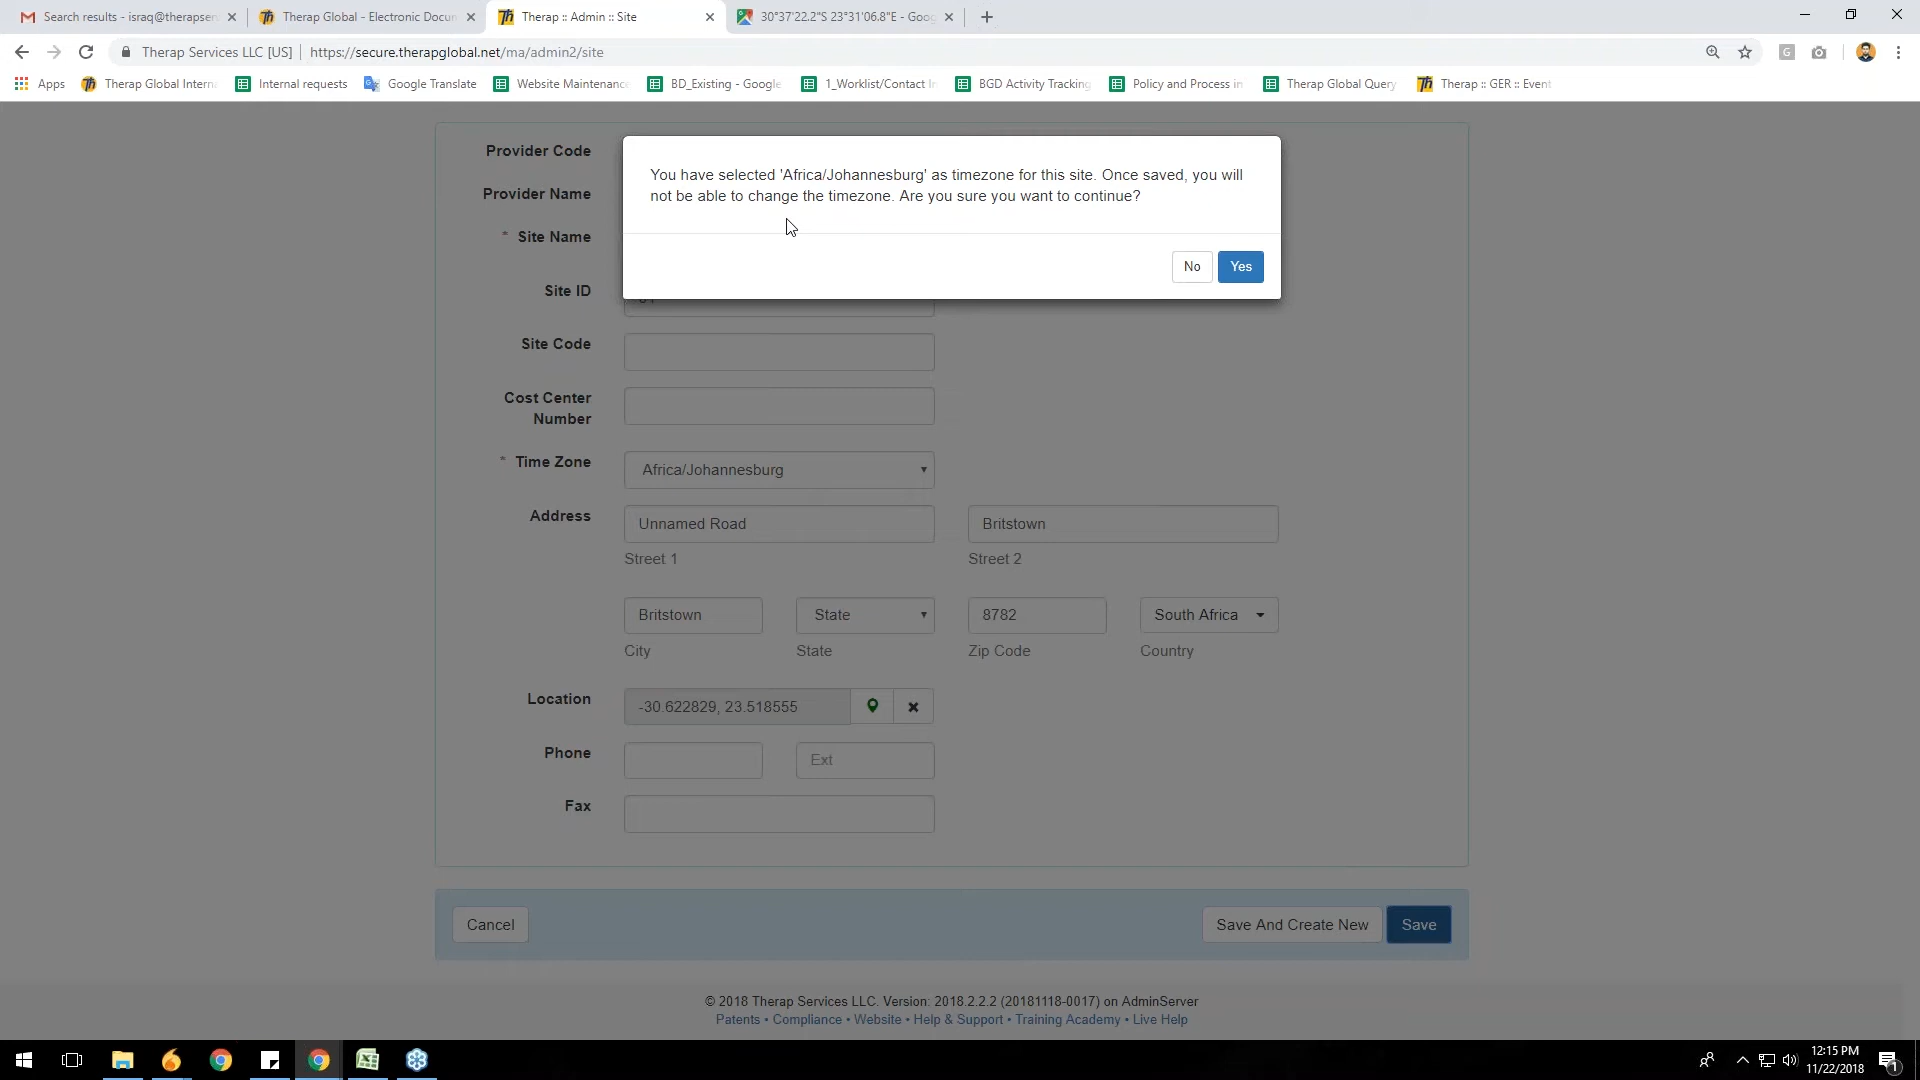 Search results - israq@therapser
Therap Global - Electronic Docun
Therap :: Admin :: Site
30°37'22.2"S 23°31'06.8"E - Goog
Therap Services LLC [US]
https://secure.therapglobal.net/ma/admin2/site
Apps
Therap Global Interna
Internal requests
Google Translate
Website Maintenance
BD_Existing - Google
1_Worklist/Contact In
BGD Activity Tracking
Policy and Process in
Therap Global Query
Therap :: GER :: Event
Provider Code
You have selected 'Africa/Johannesburg' as timezone for this site. Once saved, you will
not be able to change the timezone. Are you sure you want to continue?
Provider Name
* Site Name
No
Yes
Site ID
Site Code
Cost Center
Number
* Time Zone
Africa/Johannesburg
Address
Unnamed Road
Britstown
Street 1
Street 2
Britstown
State
8782
South Africa
City
State
Zip Code
Country
Location
-30.622829, 23.518555
Phone
Ext
Fax
Cancel
Save And Create New
Save
© 2018 Therap Services LLC. Version: 2018.2.2.2 (20181118-0017) on AdminServer
Patents • Compliance • Website • Help & Support • Training Academy • Live Help
12:15 PM
11/22/2018
1